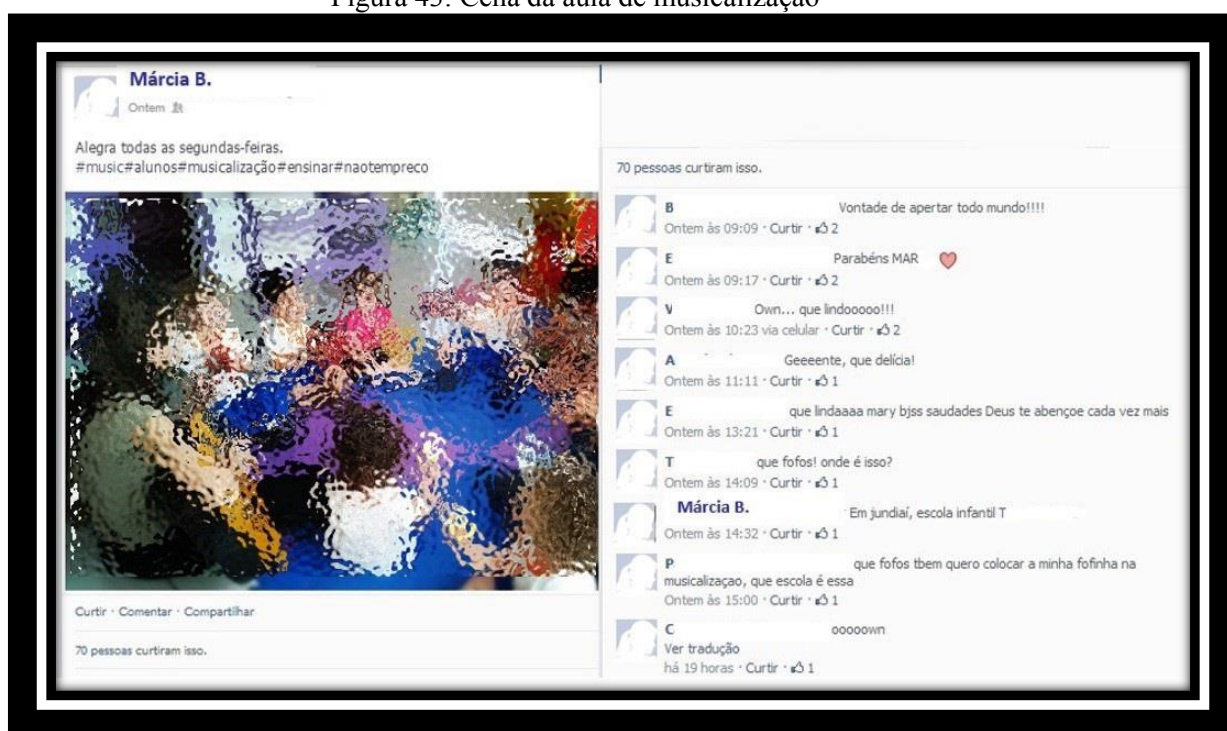 Figura 45: Cena da aula de musicalização
Márcia B.
Ontem
Alegra todas as segundas-feiras.
#music#alunos#musicalização#ensinar#naotempreco
Curtir · Comentar · Compartilhar
70 pessoas curtiram isso.
70 pessoas curtiram isso.
B Vontade de apertar todo mundo!!!!
Ontem às 09:09 · Curtir · 2
E Parabéns MAR
Ontem às 09:17 · Curtir · 2
V Own... que lindooooo!!!
Ontem às 10:23 via celular · Curtir · 2
A Geeeente, que delícia!
Ontem às 11:11 · Curtir · 1
E que lindaaaa mary bjss saudades Deus te abençoe cada vez mais
Ontem às 13:21 · Curtir · 1
T que fofos! onde é isso?
Ontem às 14:09 · Curtir · 1
Márcia B. Em jundiaí, escola infantil T
Ontem às 14:32 · Curtir · 1
P que fofos tbem quero colocar a minha fofinha na
musicalizaçao, que escola é essa
Ontem às 15:00 · Curtir · 1
C ooooown
Ver tradução
há 19 horas · Curtir · 1